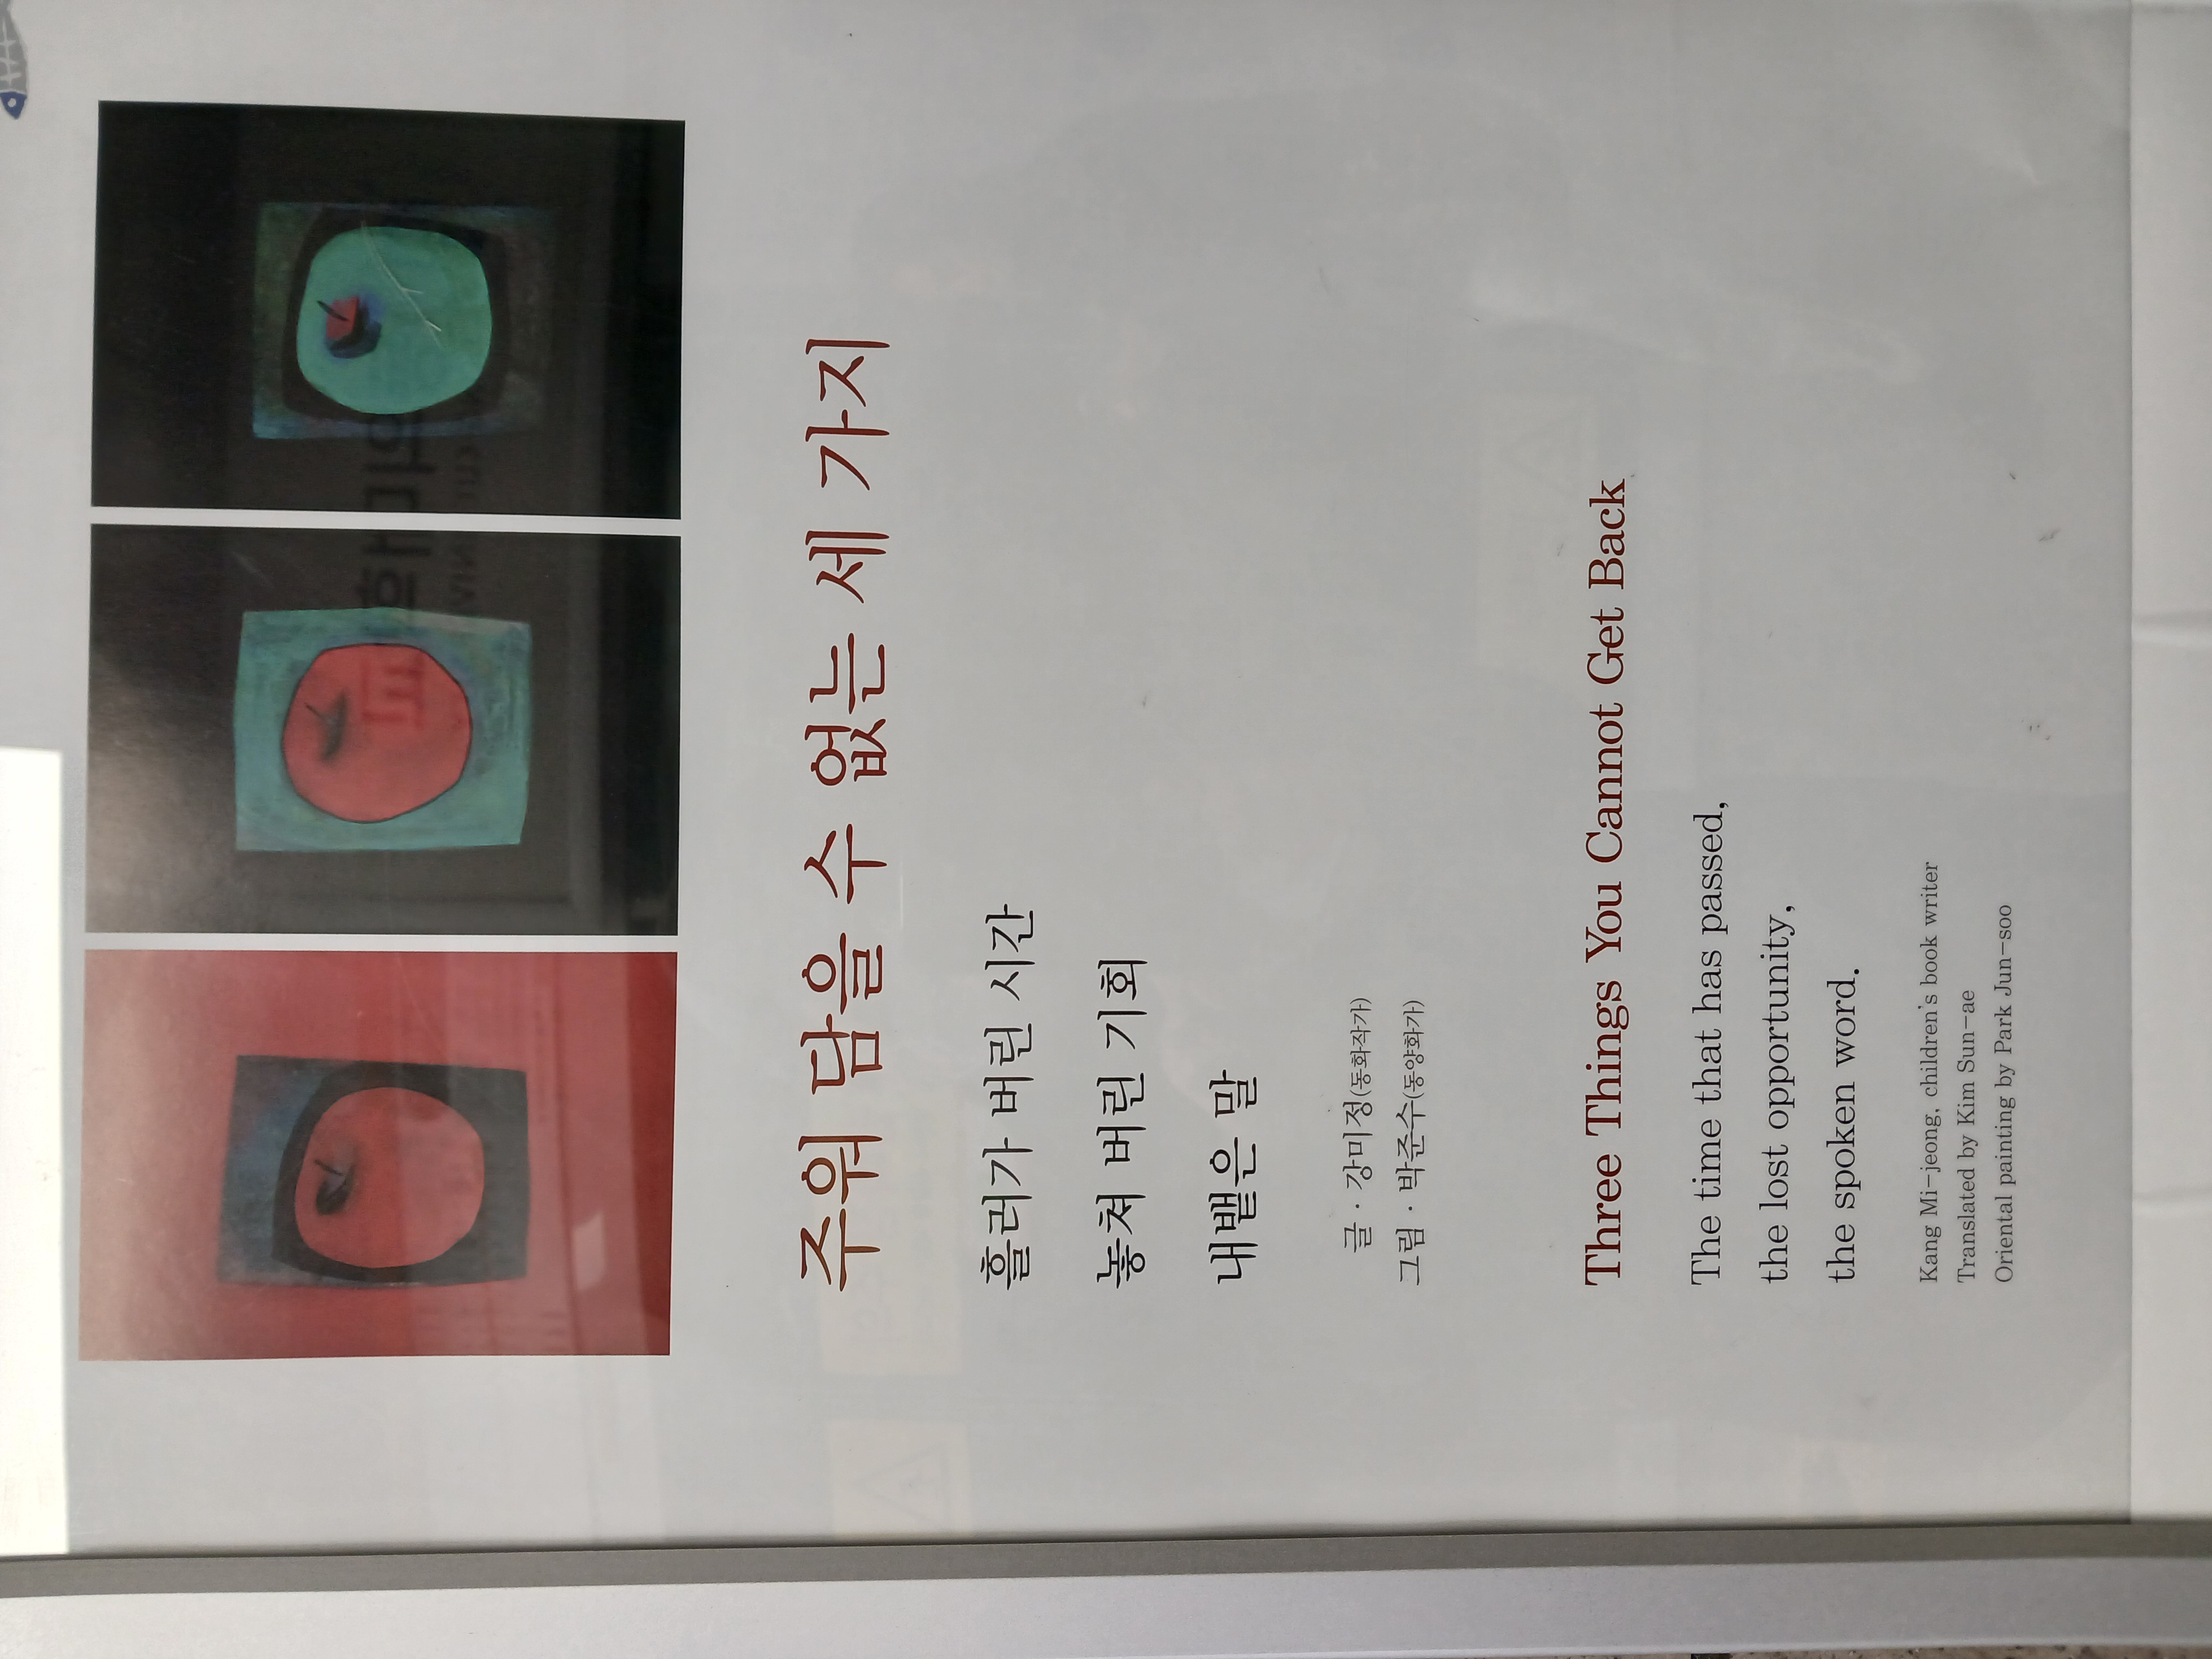 주워 담을 수 없는 세 가지
흘러가 버린 시간
놓쳐 버린 기회
내뱉은 말
글 · 강미정(동화작가)
그림 · 박준수(동양화가)
Three Things You Cannot Get Back
The time that has passed,
the lost opportunity,
the spoken word.
Kang Mi-jeong, children's book writer
Translated by Kim Sun-ae
Oriental painting by Park Jun-soo